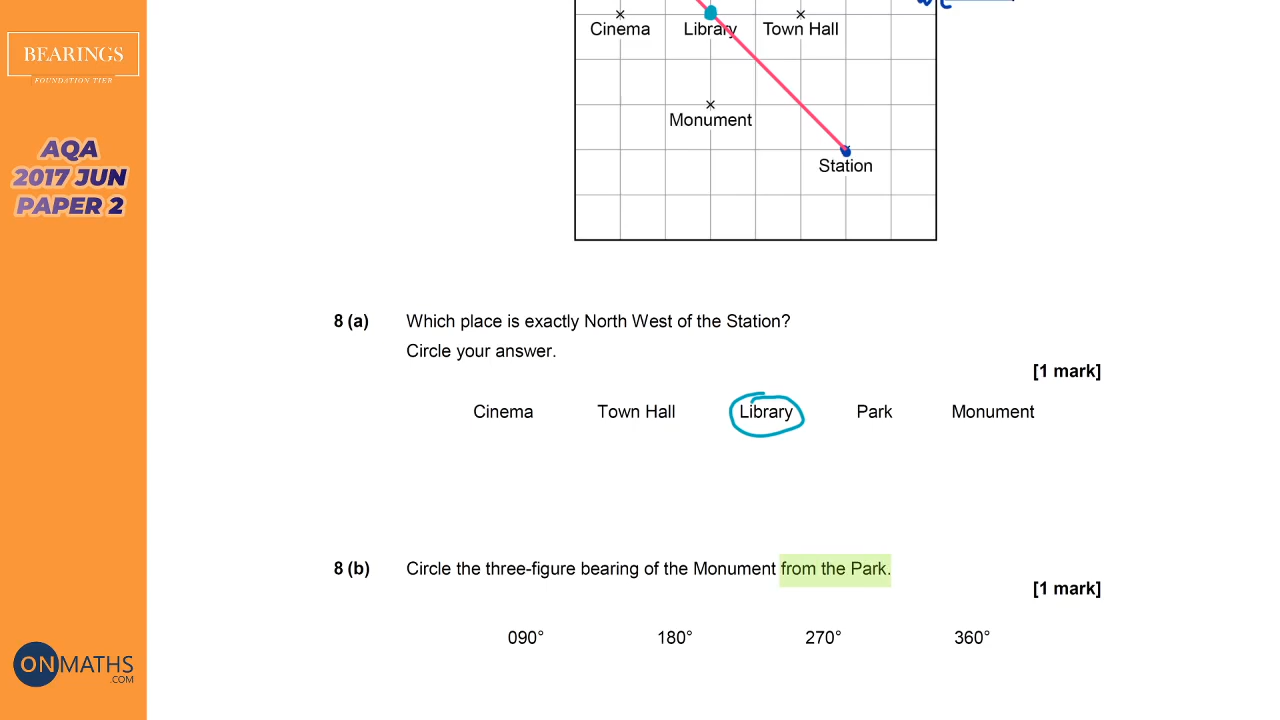 BEARINGS
FOUNDATION TIER
AQA
2017 JUN
PAPER 2
Cinema
Library
Town Hall
Monument
Station
8 (a) Which place is exactly North West of the Station?
Circle your answer.
[1 mark]
Cinema Town Hall Library Park Monument
8 (b) Circle the three-figure bearing of the Monument from the Park.
[1 mark]
090° 180° 270° 360°
ONMATHS
.COM